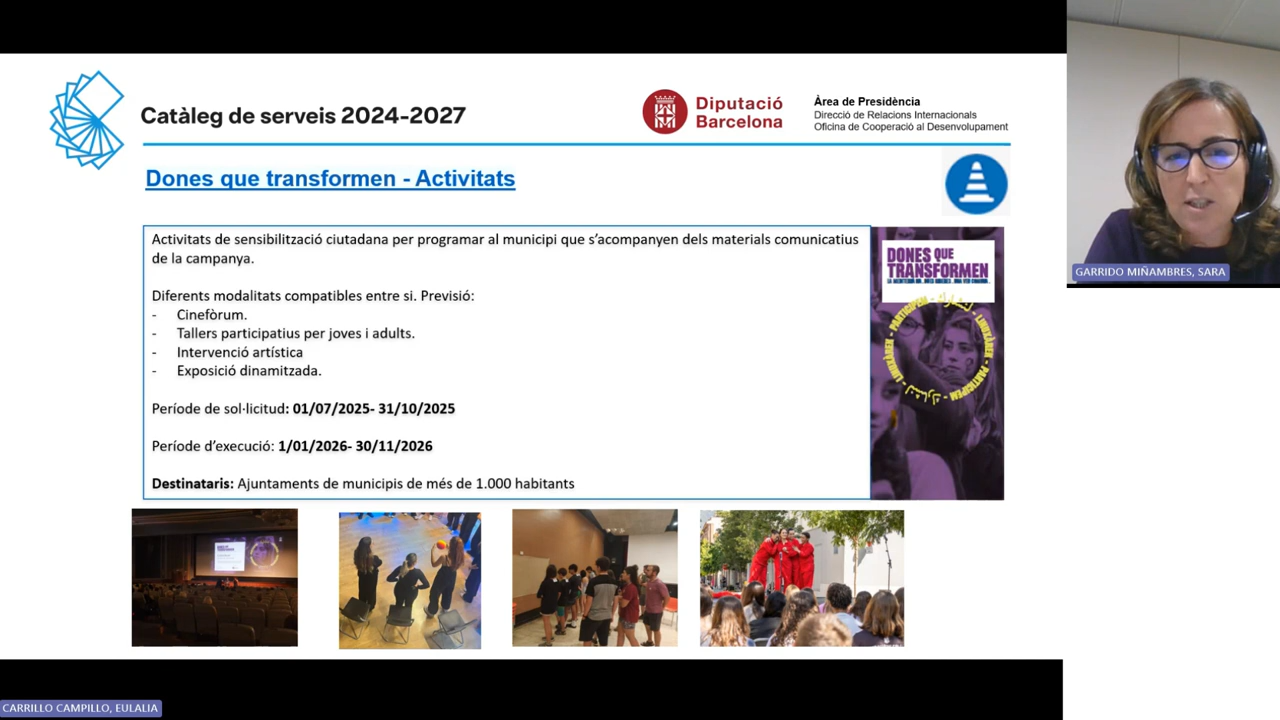 Catàleg de serveis 2024-2027
Diputació
Barcelona
Àrea de Presidència
Direcció de Relacions Internacionals
Oficina de Cooperació al Desenvolupament
Dones que transformen - Activitats
Activitats de sensibilització ciutadana per programar al municipi que s'acompanyen dels materials comunicatius
de la campanya.
Diferents modalitats compatibles entre si. Previsió:
- Cinefòrum.
- Tallers participatius per joves i adults.
- Intervenció artística
- Exposició dinamitzada.
Període de sol·licitud: 01/07/2025- 31/10/2025
Període d'execució: 1/01/2026- 30/11/2026
Destinataris: Ajuntaments de municipis de més de 1.000 habitants
DONES QUE
TRANSFORMEN
PARTICIPEM - لنشارك - LIDERATGE
GARRIDO MIÑAMBRES, SARA
CARRILLO CAMPILLO, EULALIA